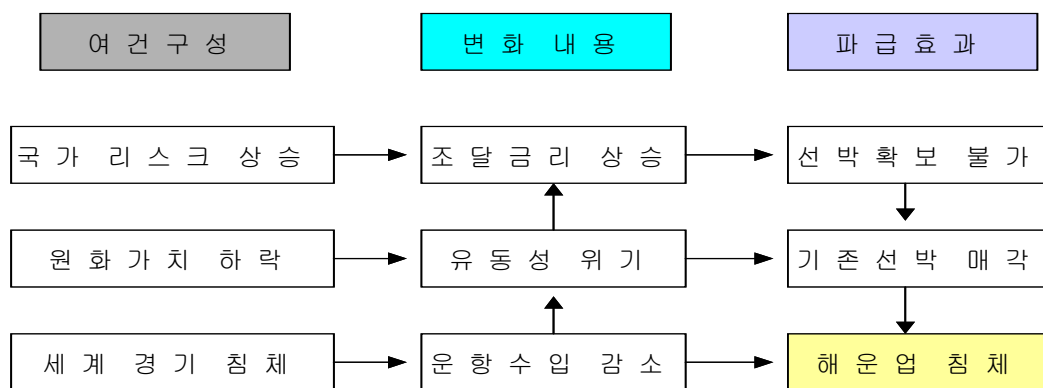 여건구성 변화 내용 파급효과
국가 리스크 상승 조달금리 상승 선박확보 불가
원화가치 하락 유동성 위기 기존선박 매각
세계 경기 침체 운항수입 감소 해운업 침체